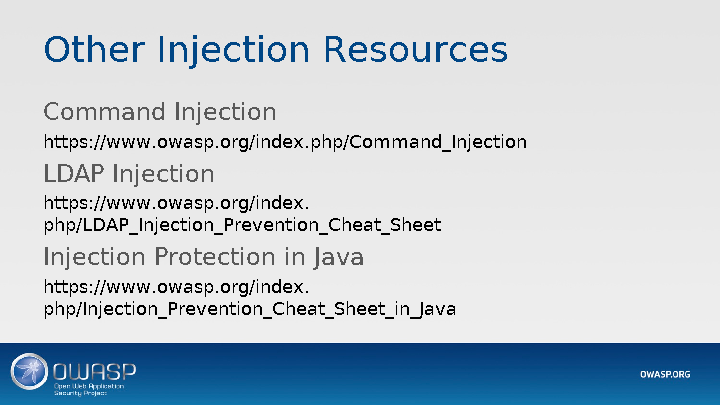 Other Injection Resources
Command Injection
https://www.owasp.org/index.php/Command_Injection
LDAP Injection
https://www.owasp.org/index.
php/LDAP_Injection_Prevention_Cheat_Sheet
Injection Protection in Java
https://www.owasp.org/index.
php/Injection_Prevention_Cheat_Sheet_in_Java
OWASP
Open Web Application
Security Project
OWASP.ORG